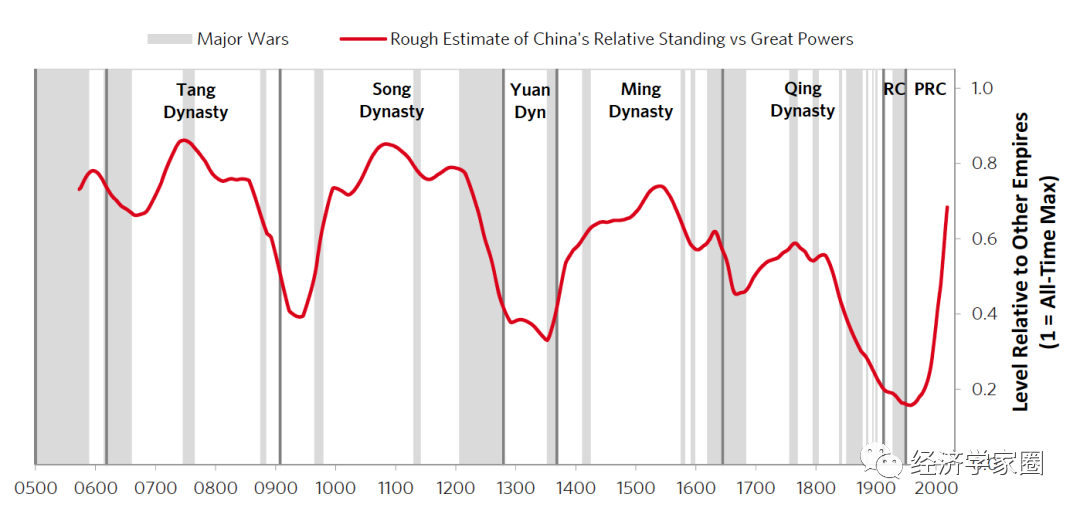 Major Wars
Rough Estimate of China's Relative Standing vs Great Powers
Tang
Dynasty
Song
Dynasty
Yuan
Dyn
Ming
Dynasty
Qing
Dynasty
RC
PRC
1.0
0.8
0.6
0.4
0.2
Level Relative to Other Empires
(1 = All-Time Max)
经济学家圈
0500 0600 0700 0800 0900 1000 1100 1200 1300 1400 1500 1600 1700 1800 1900 2000